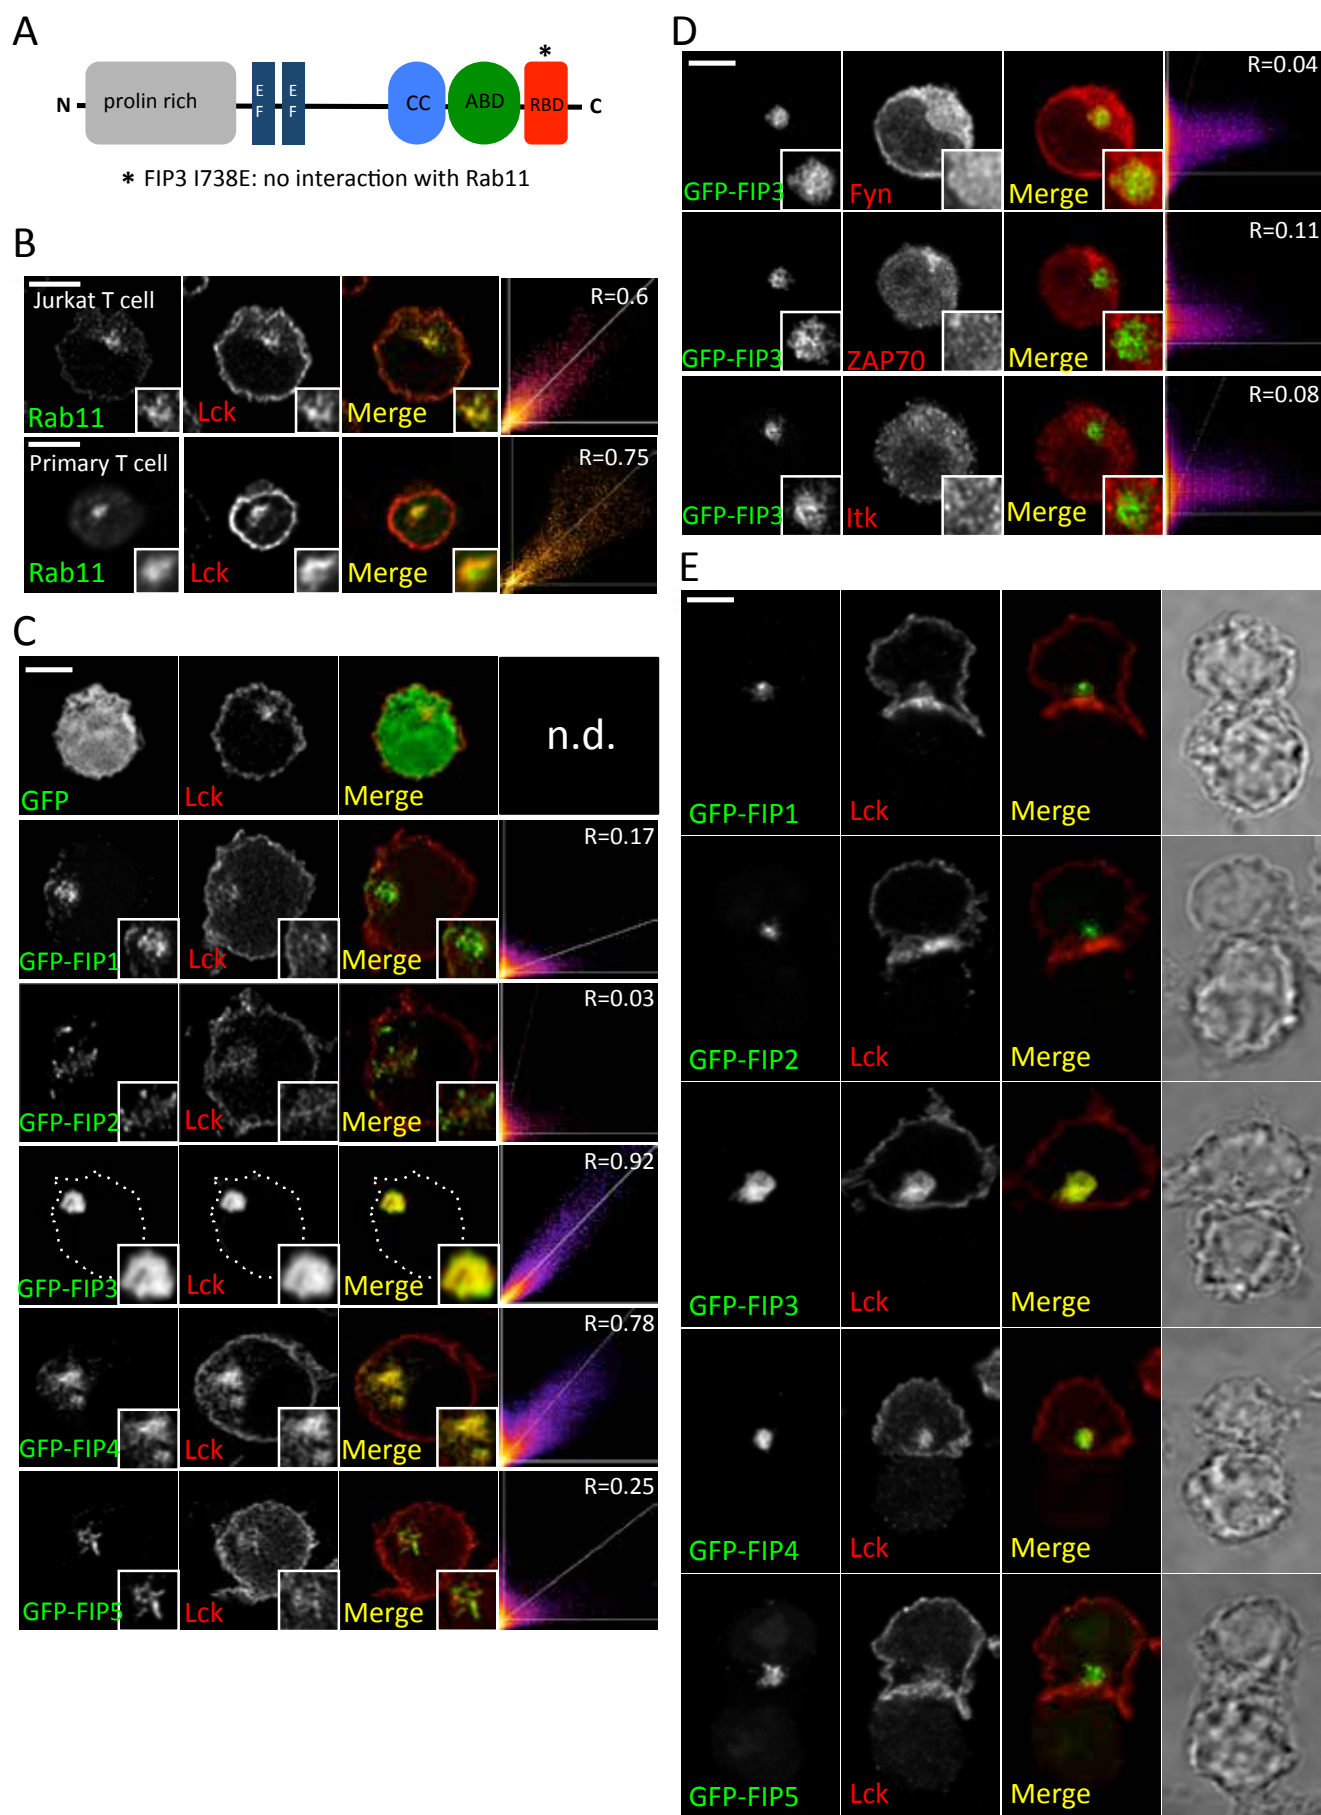 A
N
prolin rich
E
F
E
F
CC
ABD
*
RBD
C
* FIP3 I738E: no interaction with Rab11
B
Jurkat T cell
Rab11
Lck
Merge
R=0.6
Primary T cell
Rab11
Lck
Merge
R=0.75
C
GFP
Lck
Merge
n.d.
GFP-FIP1
Lck
Merge
R=0.17
GFP-FIP2
Lck
Merge
R=0.03
GFP-FIP3
Lck
Merge
R=0.92
GFP-FIP4
Lck
Merge
R=0.78
GFP-FIP5
Lck
Merge
R=0.25
D
GFP-FIP3
Fyn
Merge
R=0.04
GFP-FIP3
ZAP70
Merge
R=0.11
GFP-FIP3
Itk
Merge
R=0.08
E
GFP-FIP1
Lck
Merge
GFP-FIP2
Lck
Merge
GFP-FIP3
Lck
Merge
GFP-FIP4
Lck
Merge
GFP-FIP5
Lck
Merge